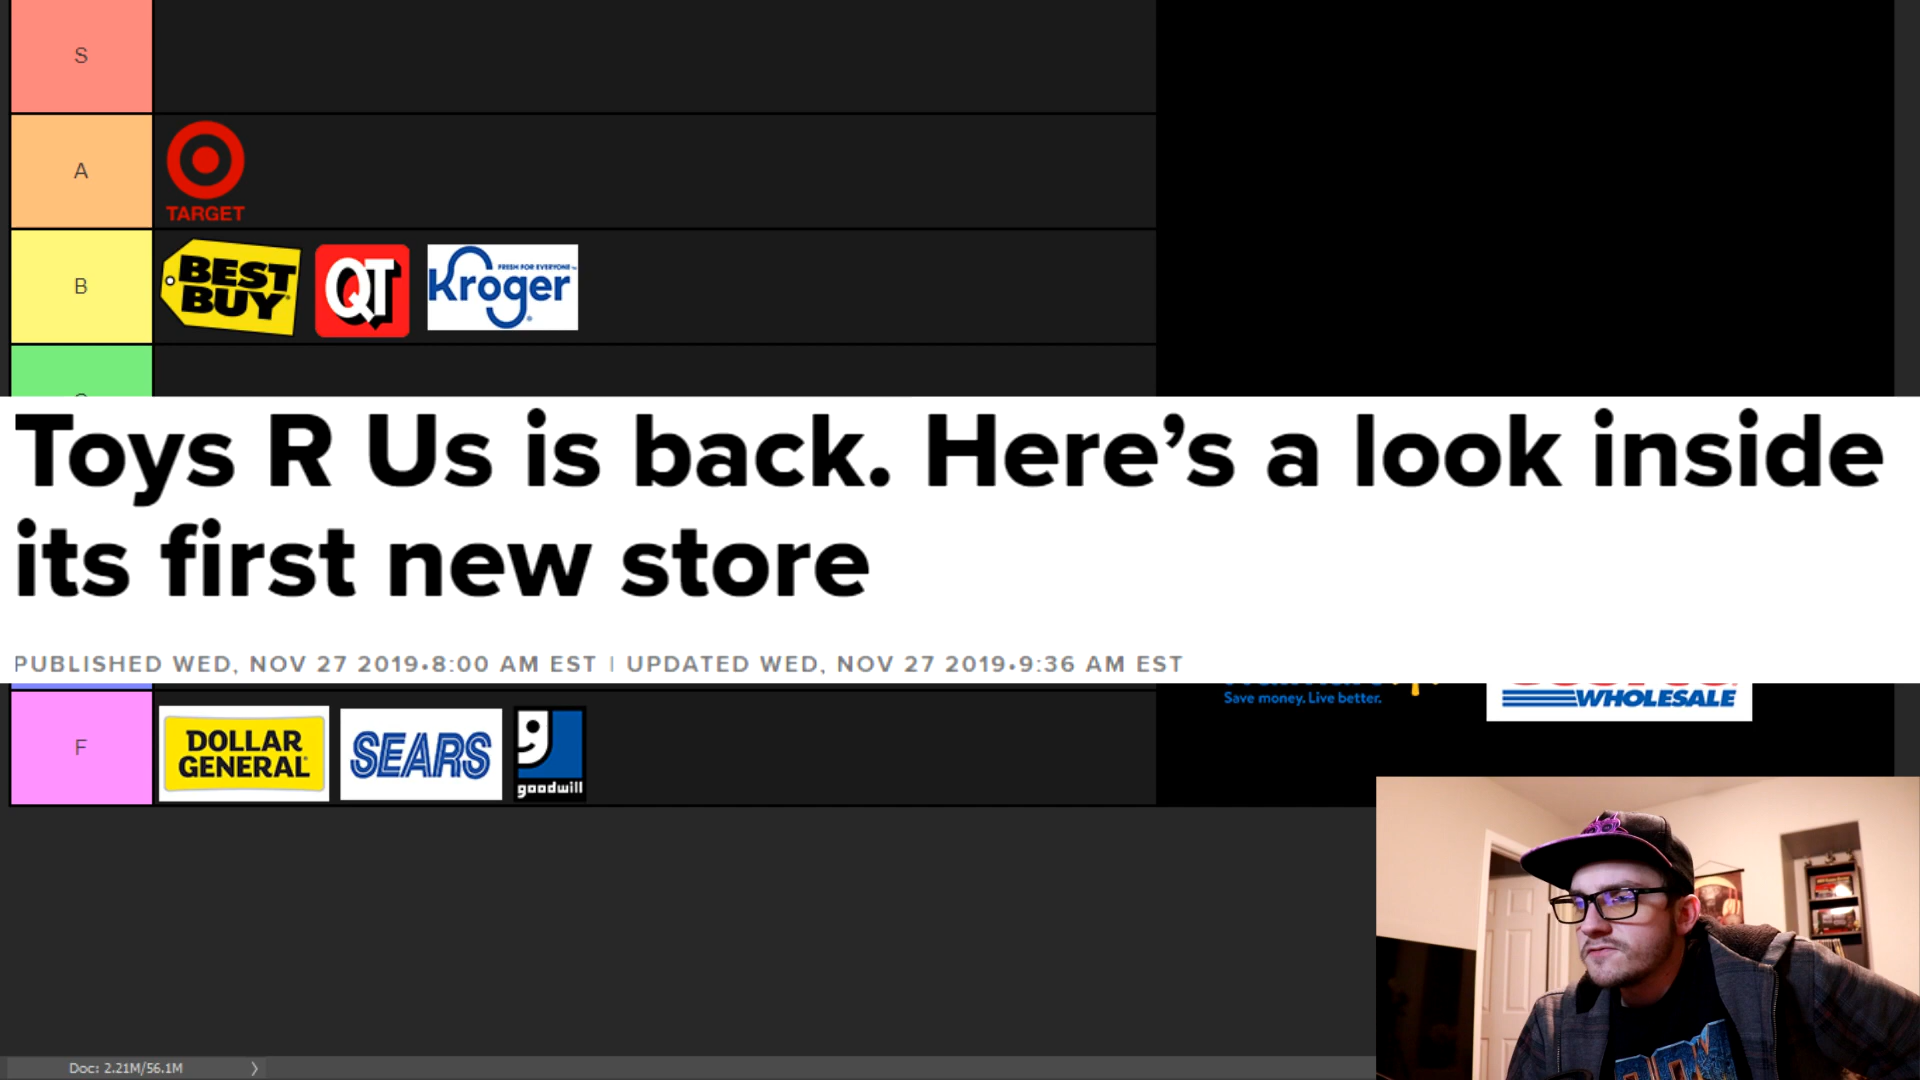 S
A
TARGET
B
BEST
BUY
QT
FRESH FOR EVERYONE
Kroger
Toys R Us is back. Here’s a look inside
its first new store
PUBLISHED WED, NOV 27 2019•8:00 AM EST | UPDATED WED, NOV 27 2019•9:36 AM EST
Save money. Live better.
WHOLESALE
F
DOLLAR
GENERAL
SEARS
g
goodwill
Doc: 2.21M/56.1M